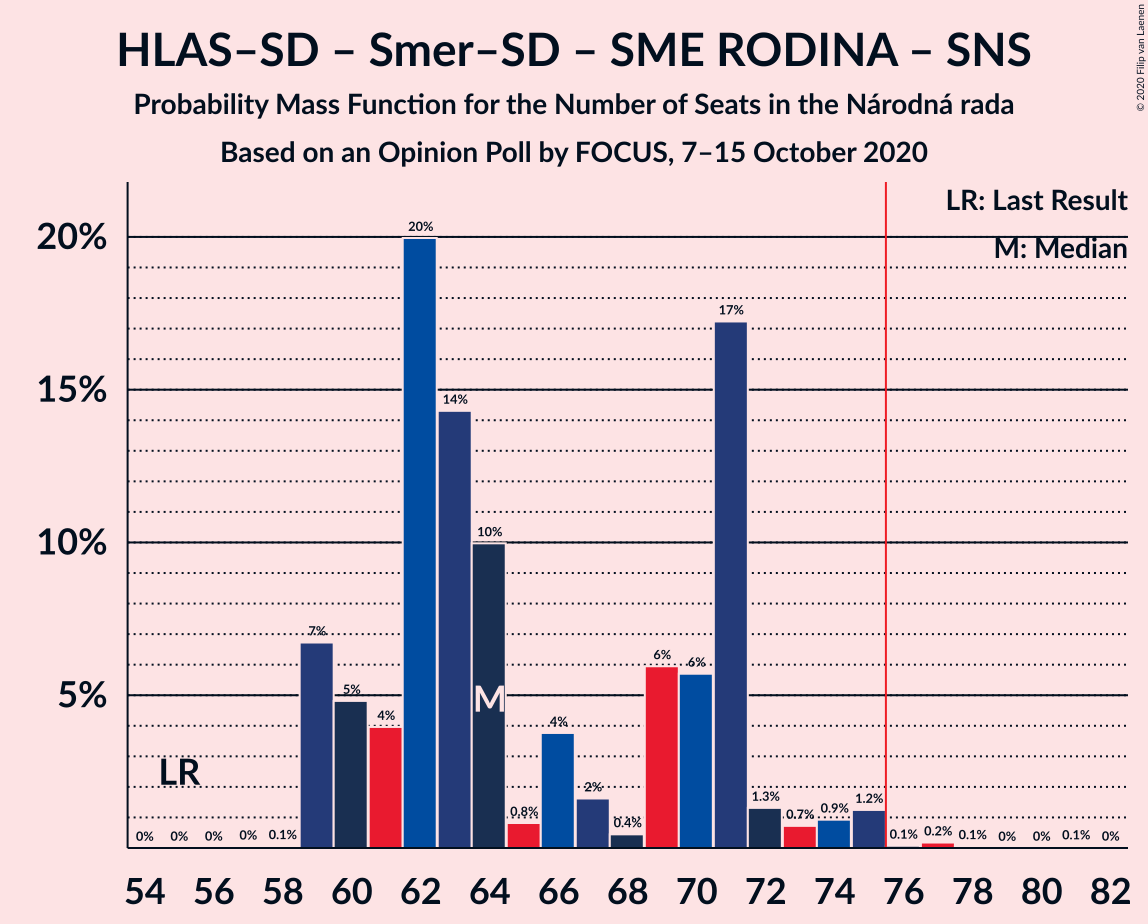 HLAS–SD – Smer–SD – SME RODINA – SNS
Probability Mass Function for the Number of Seats in the Národná rada
Based on an Opinion Poll by FOCUS, 7–15 October 2020
© 2020 Filip van Laenen
LR: Last Result
M: Median
20%
15%
10%
5%
LR
M
0% 0% 0% 0% 0.1% 7% 5% 4% 20% 14% 10% 0.8% 4% 2% 0.4% 6% 6% 17% 1.3% 0.7% 0.9% 1.2% 0.1% 0.2% 0.1% 0% 0% 0.1% 0%
54 56 58 60 62 64 66 68 70 72 74 76 78 80 82